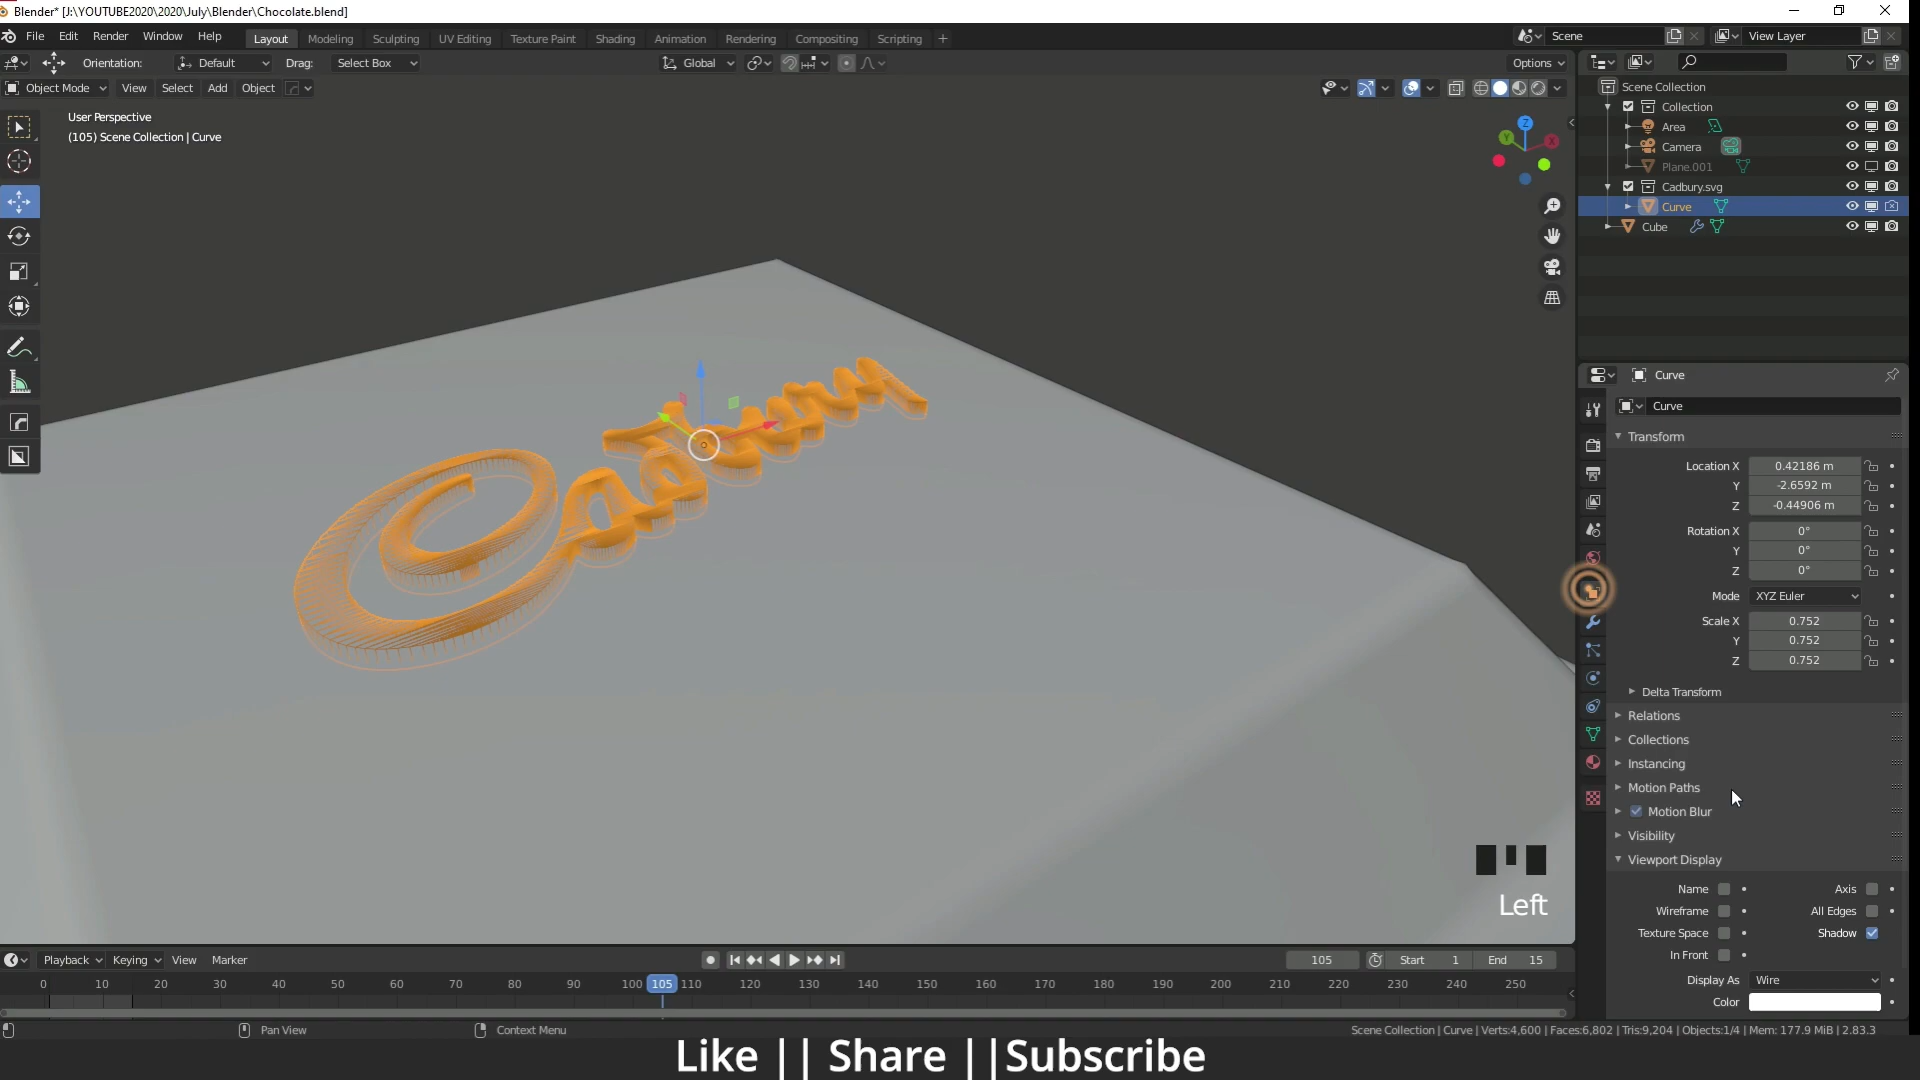 Blender* [J:\YOUTUBE2020\2020\July\Blender\Chocolate.blend]
File Edit Render Window Help Layout Modeling Sculpting UV Editing Texture Paint Shading Animation Rendering Compositing Scripting + Scene View Layer
Orientation: Default Drag: Select Box Global Options
Object Mode View Select Add Object
User Perspective
(105) Scene Collection | Curve
Z
Y
X
Cadbury
Scene Collection
Collection
Area
Camera
Plane.001
Cadbury.svg
Curve
Cube
Curve
Curve
Transform
Location X 0.42186 m
Y -2.6592 m
Z -0.44906 m
Rotation X 0°
Y 0°
Z 0°
Mode XYZ Euler
Scale X 0.752
Y 0.752
Z 0.752
Delta Transform
Relations
Collections
Instancing
Motion Paths
Motion Blur
Visibility
Viewport Display
Name Axis
Wireframe All Edges
Texture Space Shadow
In Front
Display As Wire
Color
Left
Playback Keying View Marker 105 Start 1 End 15
0 10 20 30 40 50 60 70 80 90 100 105 110 120 130 140 150 160 170 180 190 200 210 220 230 240 250
Pan View Context Menu Scene Collection | Curve | Verts:4,600 | Faces:6,802 | Tris:9,204 | Objects:1/4 | Mem: 177.9 MiB | 2.83.3
Like || Share ||Subscribe